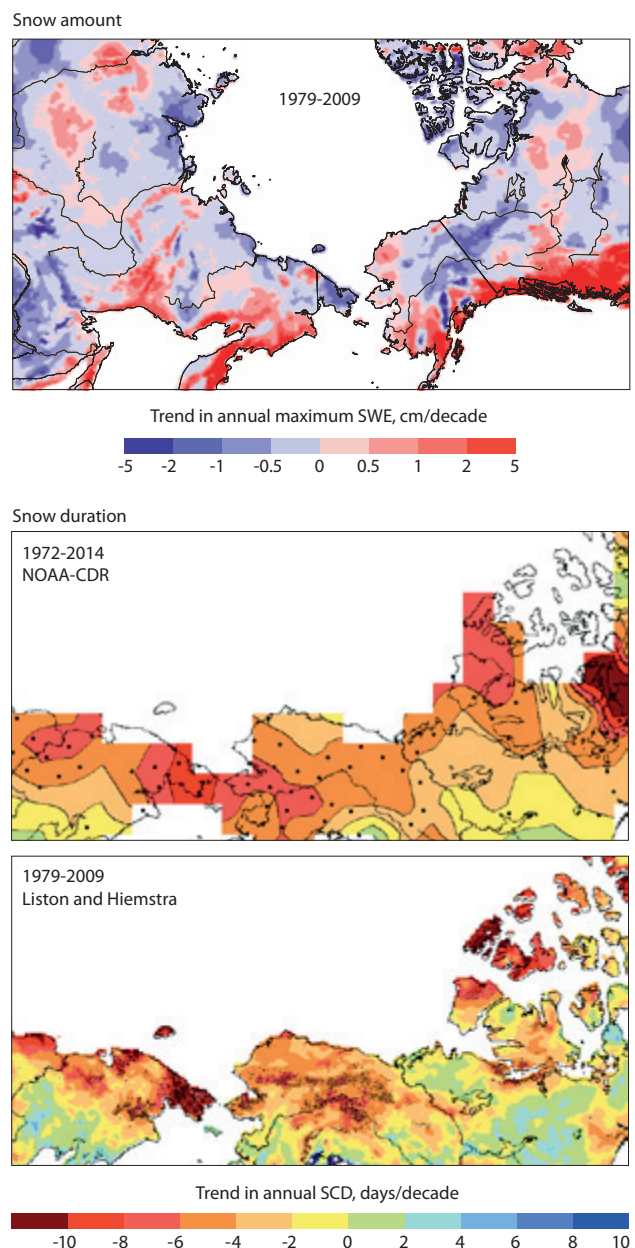 Snow amount
1979-2009
Trend in annual maximum SWE, cm/decade
-5 -2 -1 -0.5 0 0.5 1 2 5
Snow duration
1972-2014
NOAA-CDR
1979-2009
Liston and Hiemstra
Trend in annual SCD, days/decade
-10 -8 -6 -4 -2 0 2 4 6 8 10